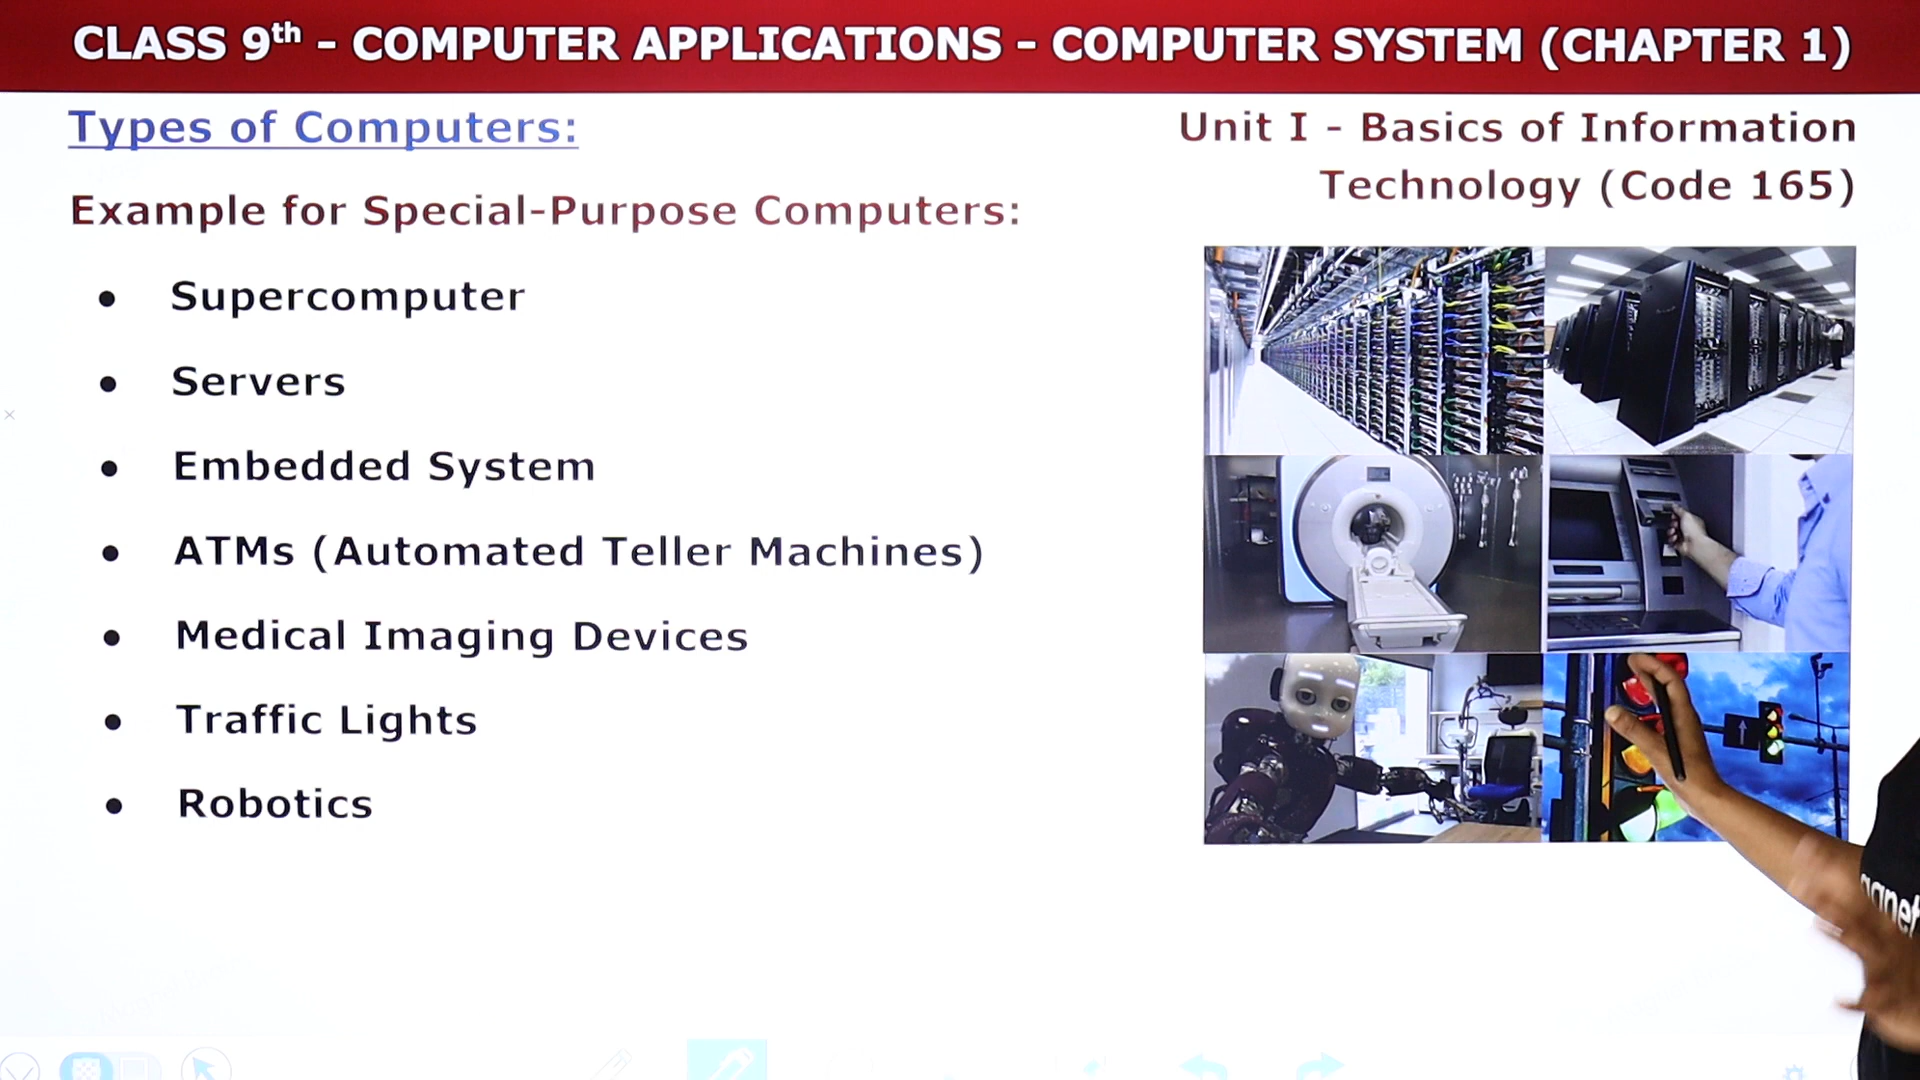 CLASS 9th - COMPUTER APPLICATIONS - COMPUTER SYSTEM (CHAPTER 1)
Types of Computers:
Unit I - Basics of Information
Technology (Code 165)
Example for Special-Purpose Computers:
• Supercomputer
• Servers
• Embedded System
• ATMs (Automated Teller Machines)
• Medical Imaging Devices
• Traffic Lights
• Robotics